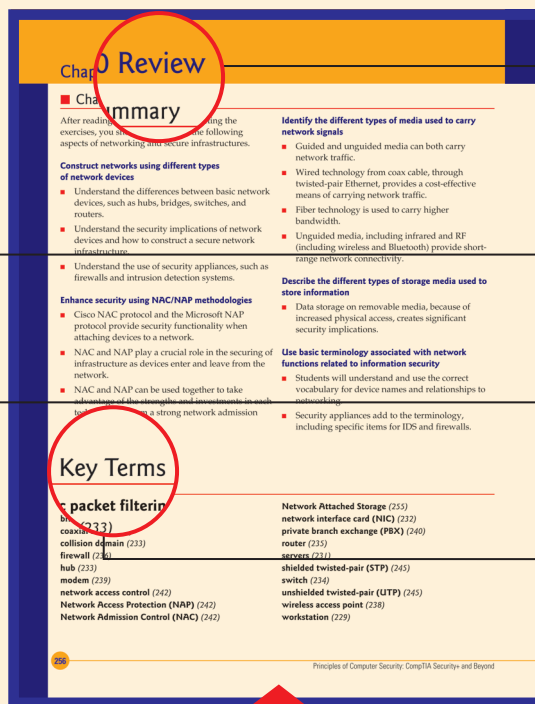 Chap 0 Review
Cha ummary
After reading ting the
exercises, you sh the following
aspects of networking and secure infrastructures.
Construct networks using different types
of network devices
Understand the differences between basic network
devices, such as hubs, bridges, switches, and
routers.
Understand the security implications of network
devices and how to construct a secure network
infrastructure.
Understand the use of security appliances, such as
firewalls and intrusion detection systems.
Enhance security using NAC/NAP methodologies
Cisco NAC protocol and the Microsoft NAP
protocol provide security functionality when
attaching devices to a network.
NAC and NAP play a crucial role in the securing of
infrastructure as devices enter and leave from the
network.
NAC and NAP can be used together to take
advantage of the strengths and investments in each
a strong network admission
Identify the different types of media used to carry
network signals
Guided and unguided media can both carry
network traffic.
Wired technology from coax cable, through
twisted-pair Ethernet, provides a cost-effective
means of carrying network traffic.
Fiber technology is used to carry higher
bandwidth.
Unguided media, including infrared and RF
(including wireless and Bluetooth) provide short-
range network connectivity.
Describe the different types of storage media used to
store information
Data storage on removable media, because of
increased physical access, creates significant
security implications.
Use basic terminology associated with network
functions related to information security
Students will understand and use the correct
vocabulary for device names and relationships to
networking.
Security appliances add to the terminology,
including specific items for IDS and firewalls.
Key Terms
c packet filterin
(233)
coaxial
collision domain (233)
firewall (236)
hub (233)
modem (239)
network access control (242)
Network Access Protection (NAP) (242)
Network Admission Control (NAC) (242)
Network Attached Storage (255)
network interface card (NIC) (232)
private branch exchange (PBX) (240)
router (235)
servers (231)
shielded twisted-pair (STP) (245)
switch (234)
unshielded twisted-pair (UTP) (245)
wireless access point (238)
workstation (229)
256
Principles of Computer Security: CompTIA Security+ and Beyond